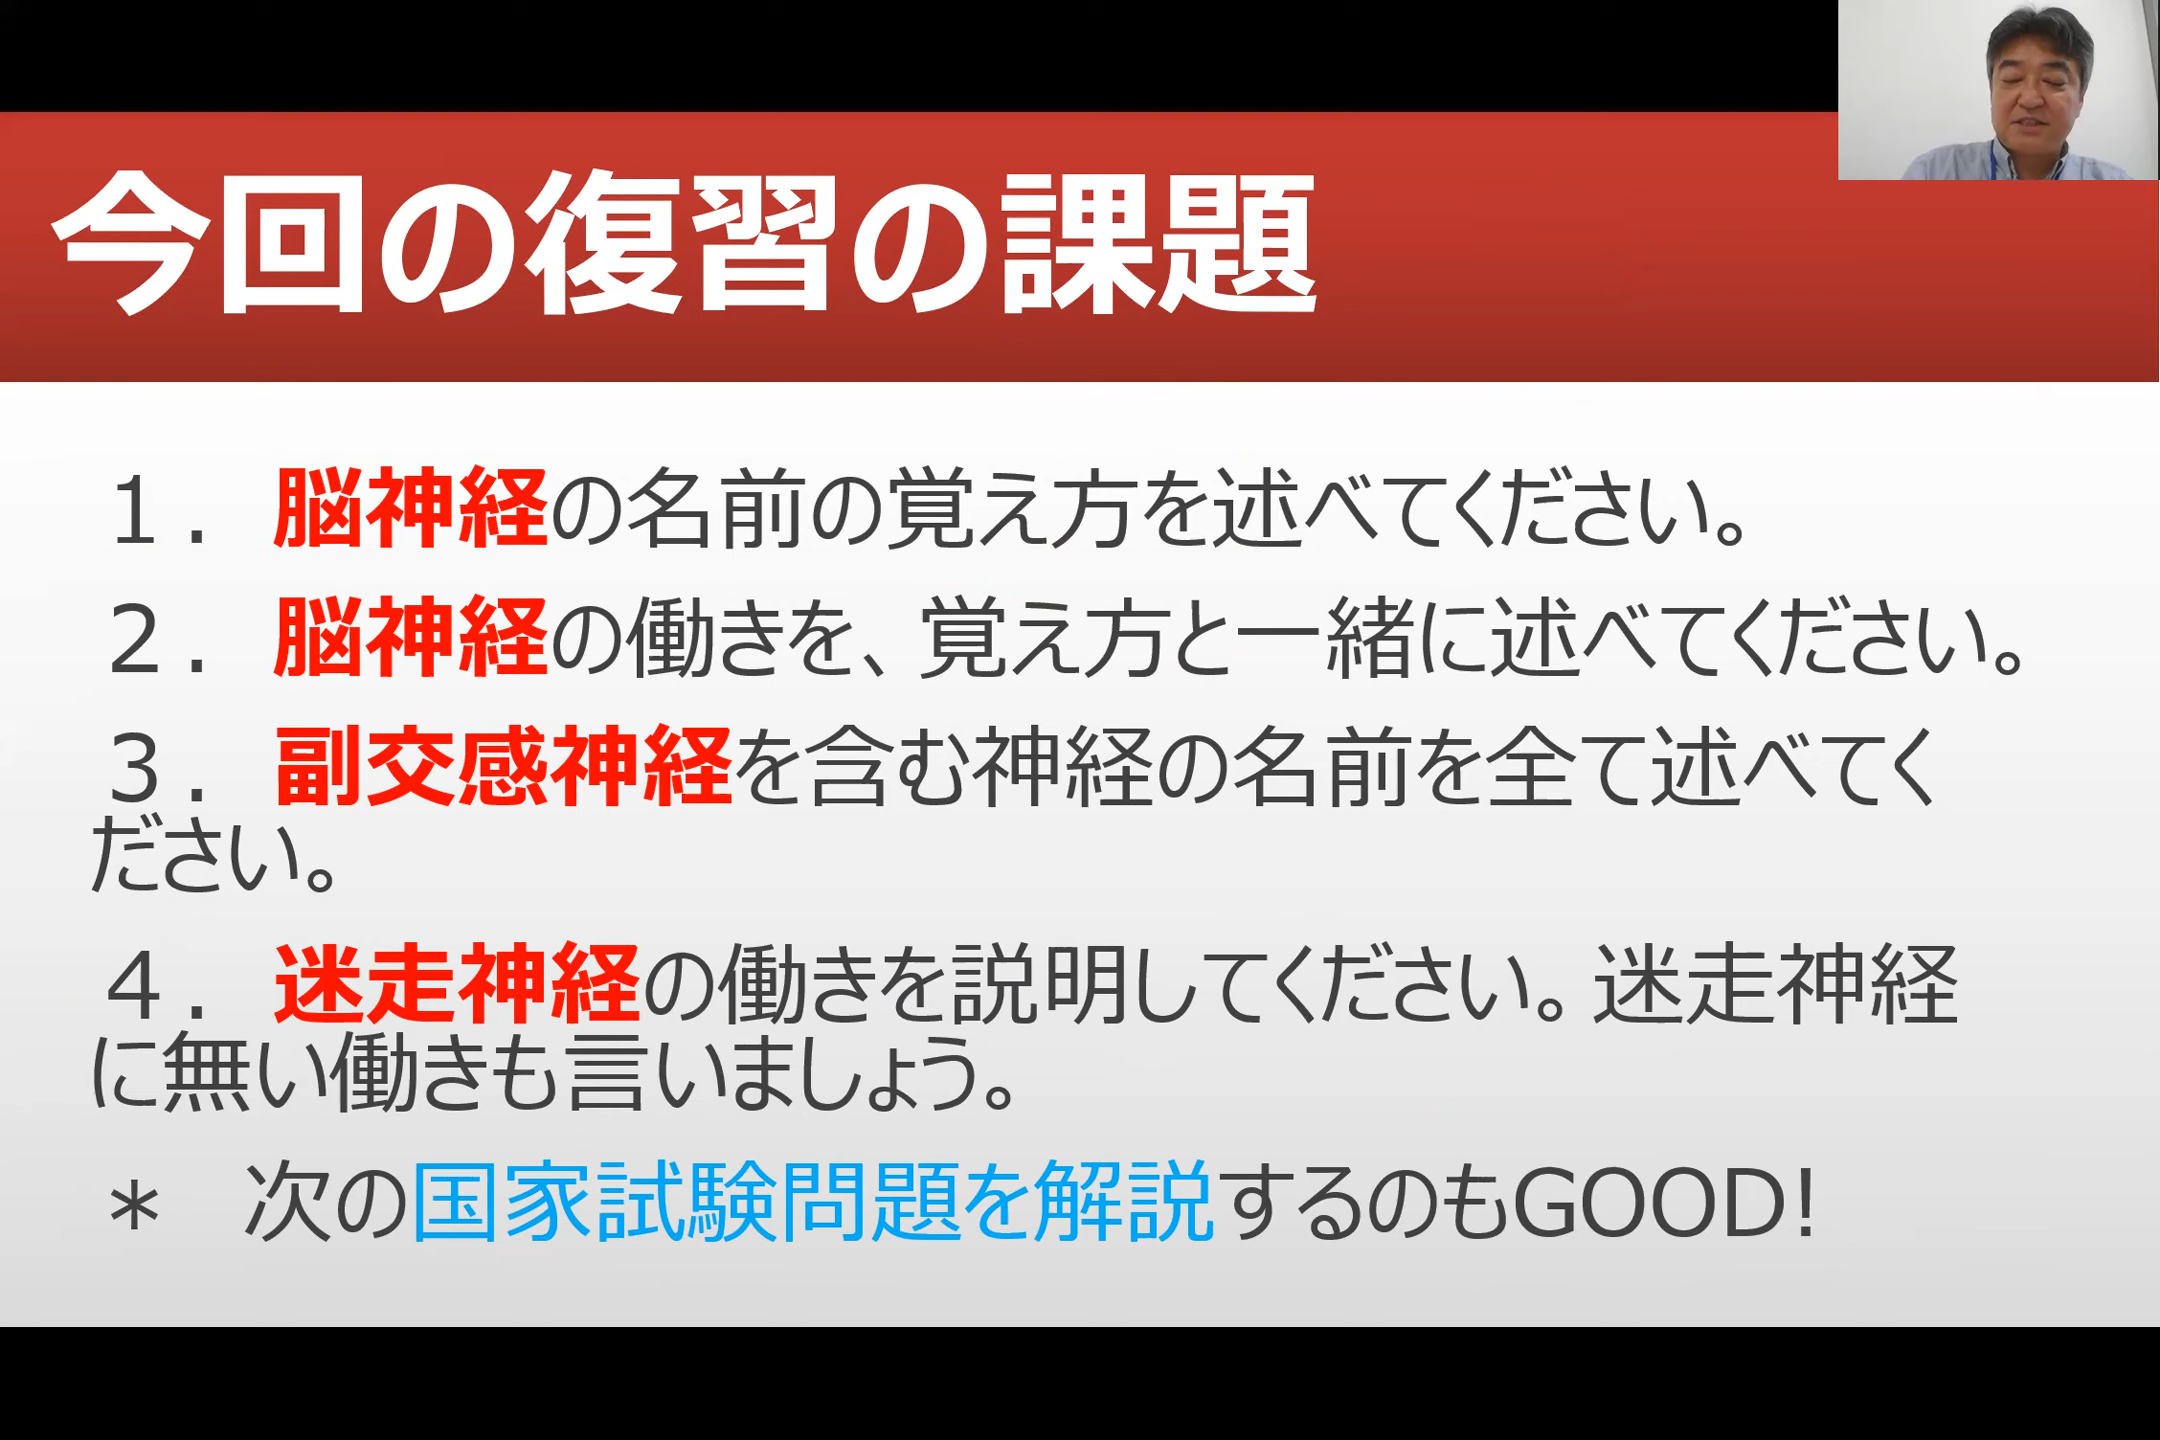 今回の復習の課題
１． 脳神経の名前の覚え方を述べてください。
２． 脳神経の働きを、覚え方と一緒に述べてください。
３． 副交感神経を含む神経の名前を全て述べてく
ださい。
４． 迷走神経の働きを説明してください。迷走神経
に無い働きも言いましょう。
＊　次の国家試験問題を解説するのもGOOD!